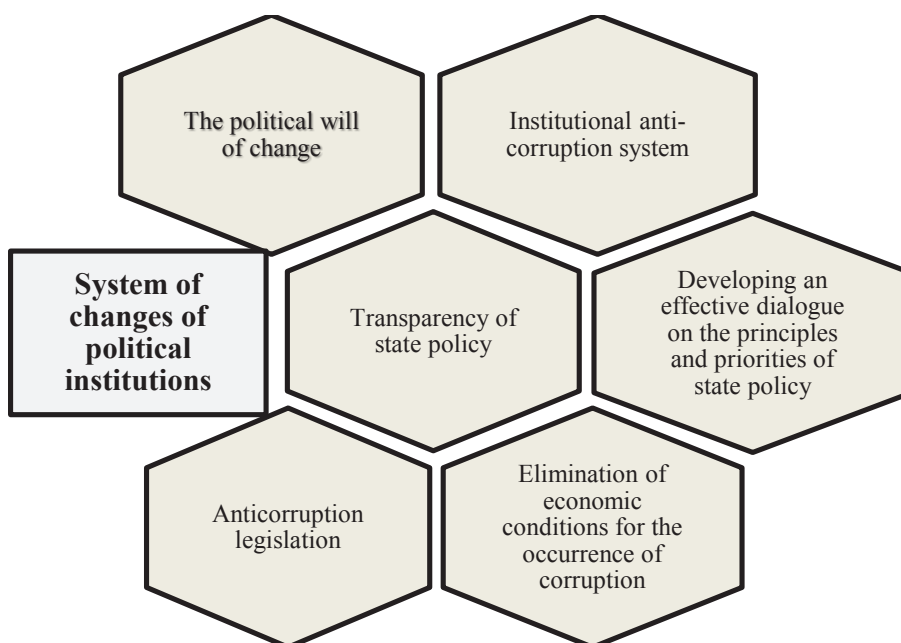 The political will
of change
Institutional anti-
corruption system
System of
changes of
political
institutions
Transparency of
state policy
Developing an
effective dialogue
on the principles
and priorities of
state policy
Anticorruption
legislation
Elimination of
economic
conditions for the
occurrence of
corruption